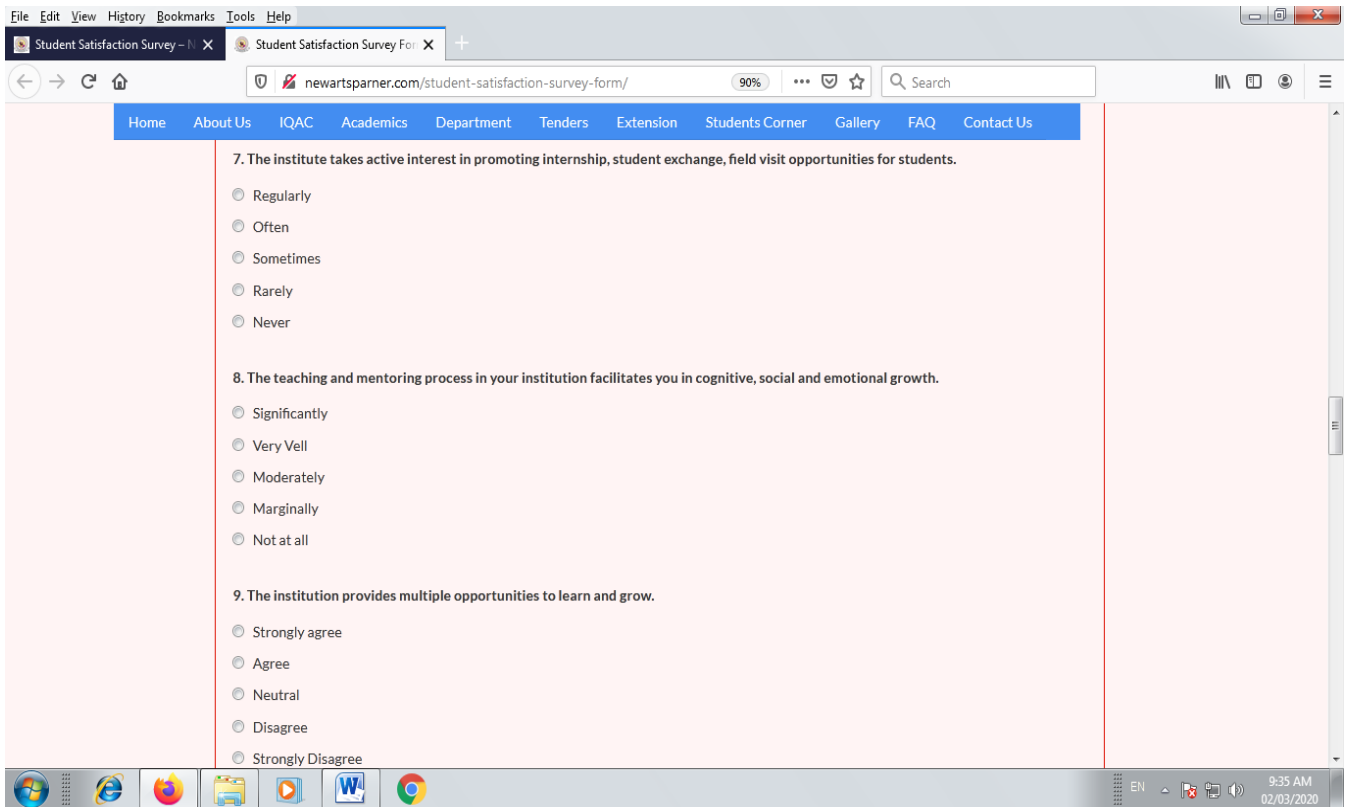 File Edit View History Bookmarks Tools Help
Student Satisfaction Survey – N
Student Satisfaction Survey For
newartsparner.com/student-satisfaction-survey-form/
90%
Search
Home About Us IQAC Academics Department Tenders Extension Students Corner Gallery FAQ Contact Us
7. The institute takes active interest in promoting internship, student exchange, field visit opportunities for students.
Regularly
Often
Sometimes
Rarely
Never
8. The teaching and mentoring process in your institution facilitates you in cognitive, social and emotional growth.
Significantly
Very Vell
Moderately
Marginally
Not at all
9. The institution provides multiple opportunities to learn and grow.
Strongly agree
Agree
Neutral
Disagree
Strongly Disagree
EN
9:35 AM
02/03/2020